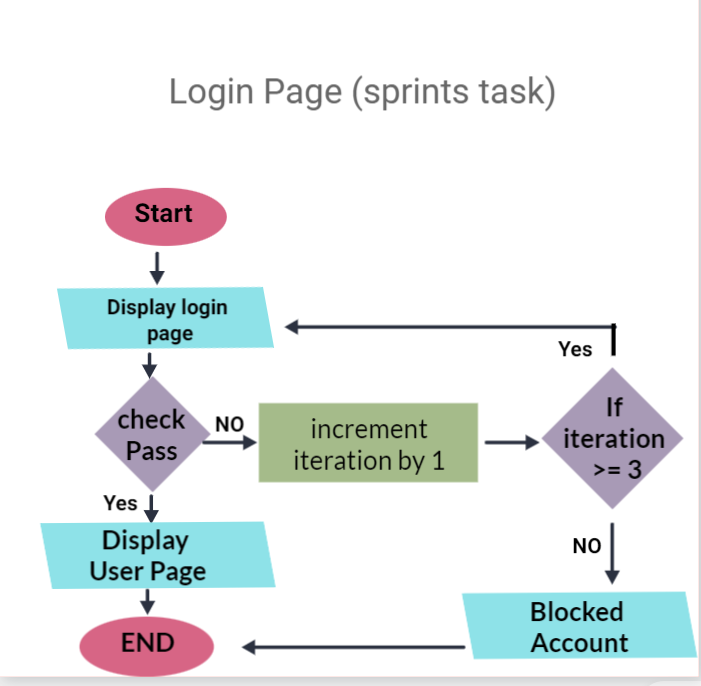 Login Page (sprints task)
Start
Display login
page
Yes
check
Pass
NO
increment
iteration by 1
If
iteration
>= 3
Yes
Display
User Page
NO
Blocked
Account
END